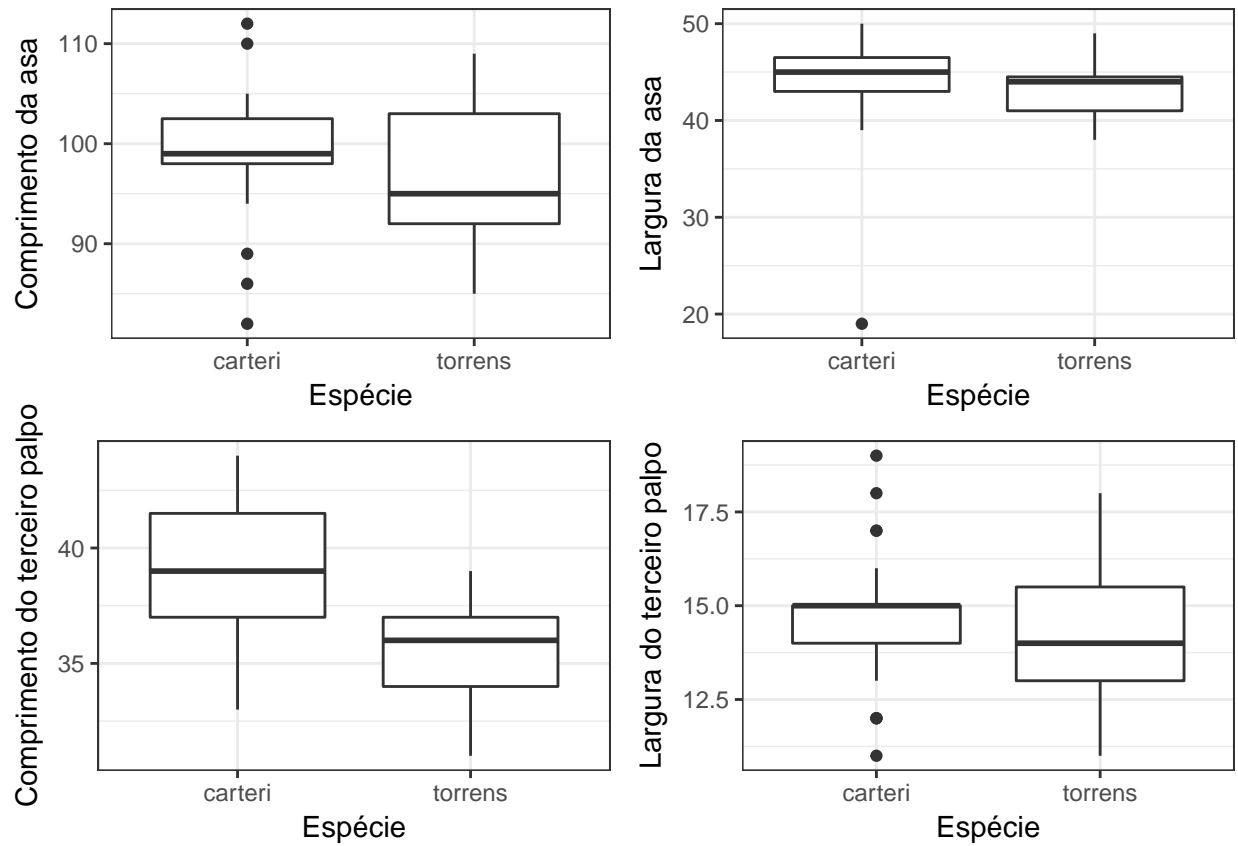 Comprimento da asa
110
100
90
carteri
torrens
Espécie
Largura da asa
50
40
30
20
carteri
torrens
Espécie
Comprimento do terceiro palpo
40
35
carteri
torrens
Espécie
Largura do terceiro palpo
17.5
15.0
12.5
carteri
torrens
Espécie